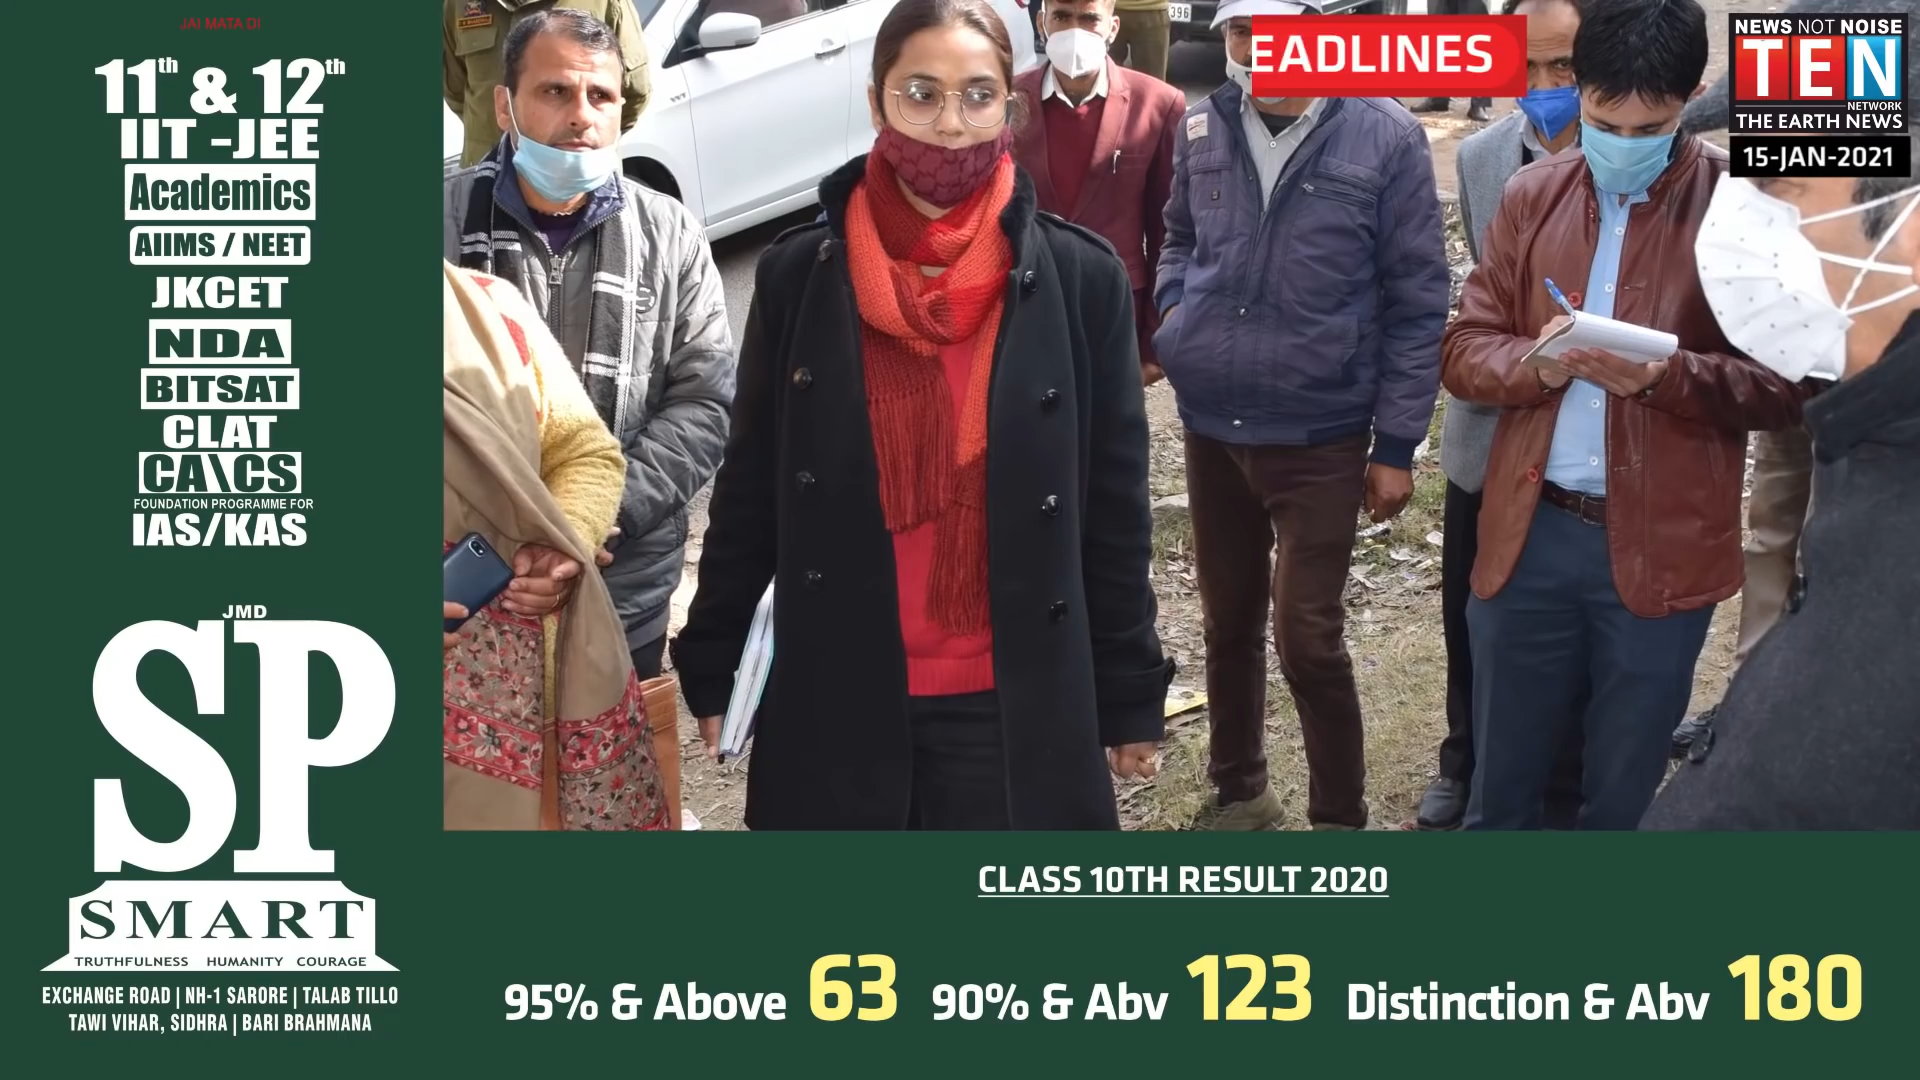 JAI MATA DI
11th & 12th
IIT -JEE
Academics
AIIMS / NEET
JKCET
NDA
BITSAT
CLAT
CA\CS
FOUNDATION PROGRAMME FOR
IAS/KAS
JMD
SP
SMART
TRUTHFULNESS HUMANITY COURAGE
EXCHANGE ROAD | NH-1 SARORE | TALAB TILLO
TAWI VIHAR, SIDHRA | BARI BRAHMANA
396
EADLINES
NEWS NOT NOISE
TEN
NETWORK
THE EARTH NEWS
15-JAN-2021
CLASS 10TH RESULT 2020
95% & Above 63 90% & Abv 123 Distinction & Abv 180